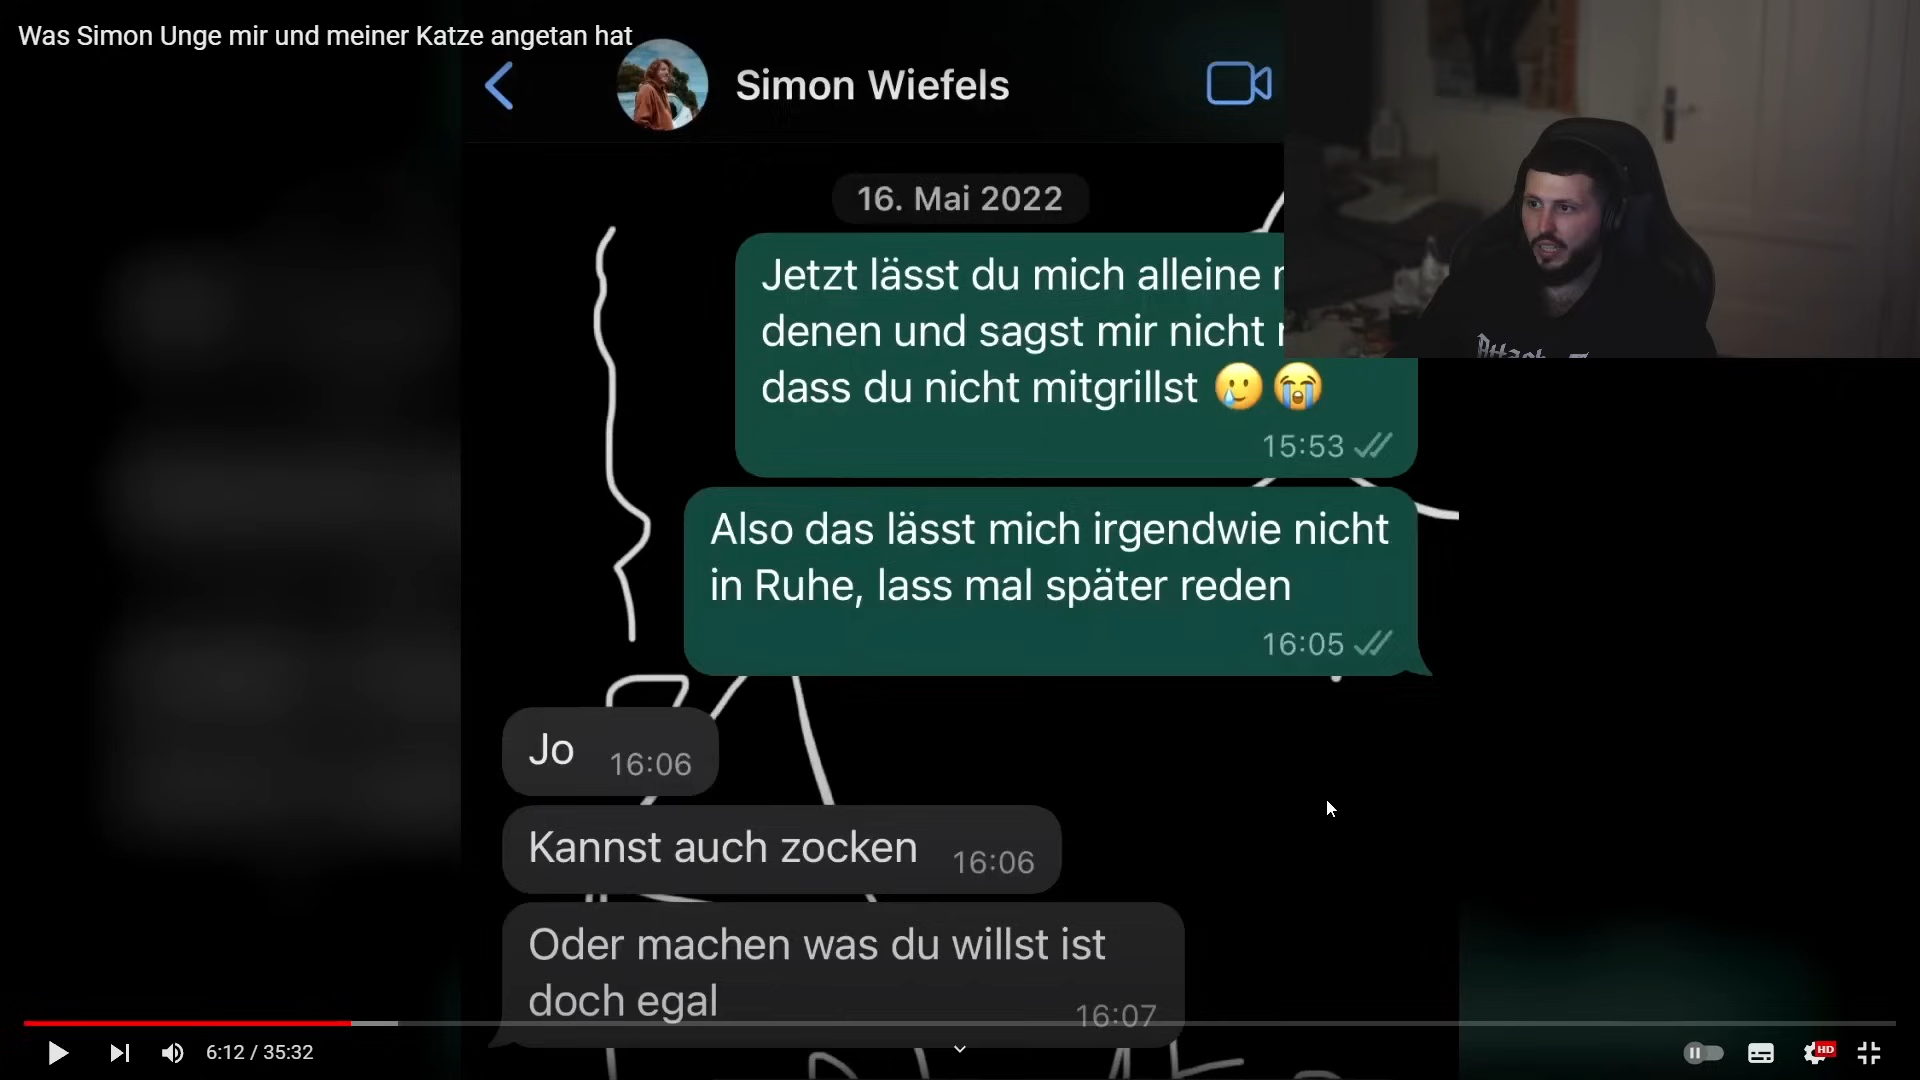 Was Simon Unge mir und meiner Katze angetan hat
Simon Wiefels
16. Mai 2022
Jetzt lässt du mich alleine
denen und sagst mir nicht
dass du nicht mitgrillst 🥲😭
15:53
Also das lässt mich irgendwie nicht
in Ruhe, lass mal später reden
16:05
Jo 16:06
Kannst auch zocken 16:06
Oder machen was du willst ist
doch egal 16:07
6:12 / 35:32
HD